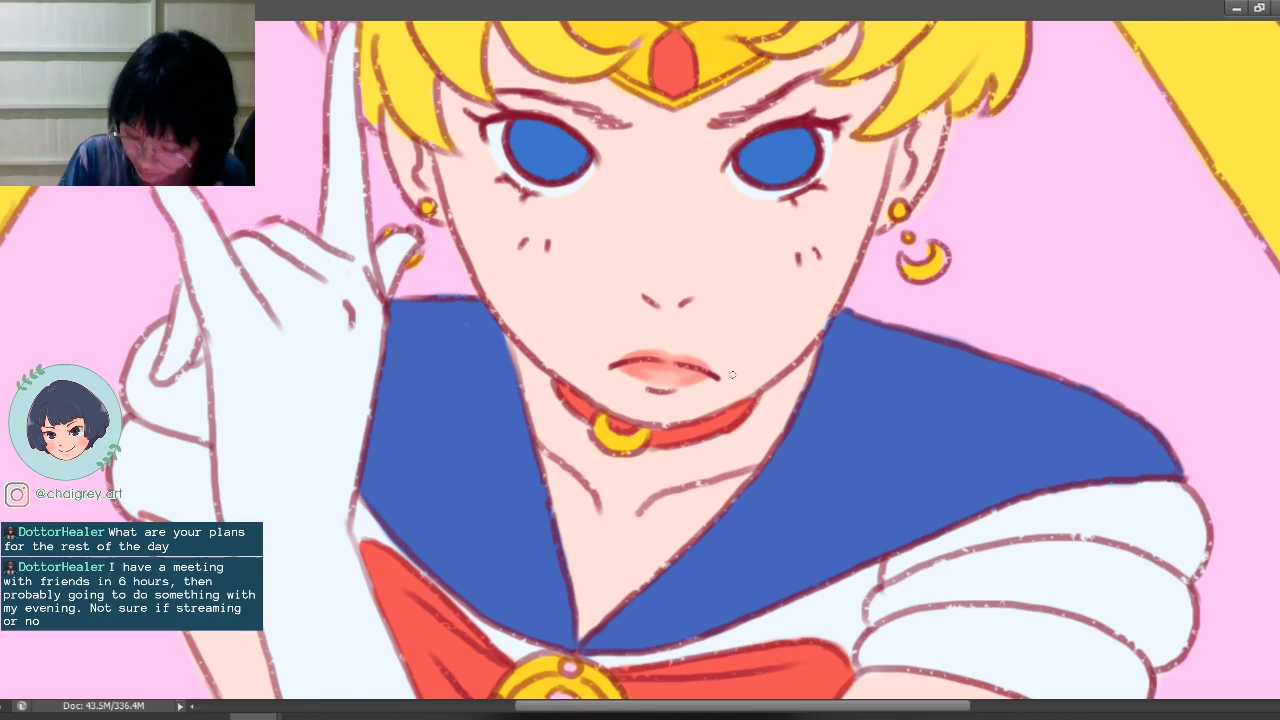 @chaigrey.art
DottorHealer What are your plans
for the rest of the day
DottorHealer I have a meeting
with friends in 6 hours, then
probably going to do something with
my evening. Not sure if streaming
or no
Doc: 43.5M/336.4M